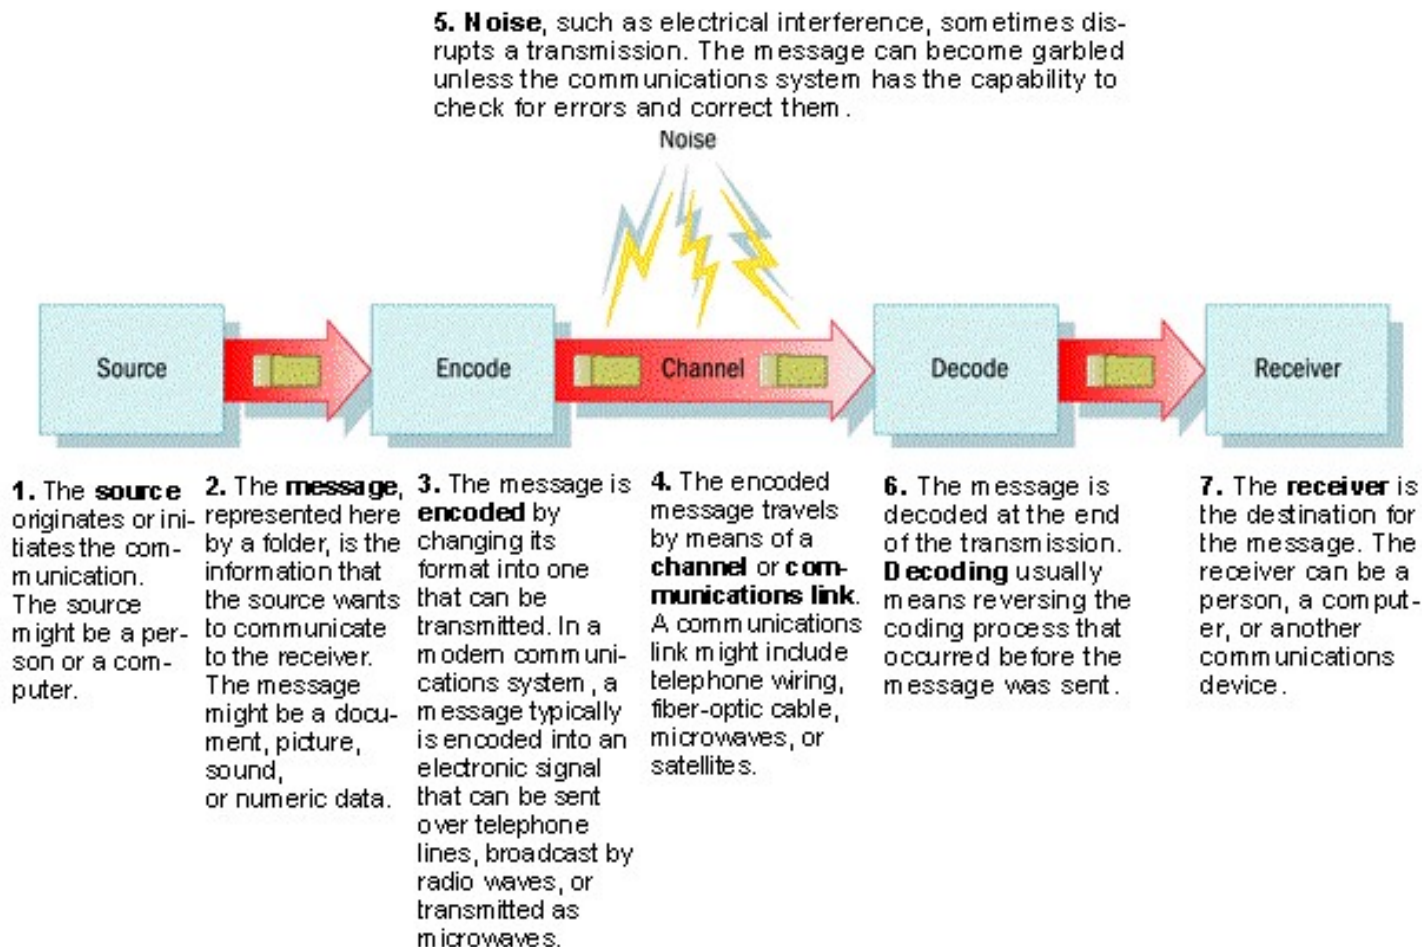 5. Noise, such as electrical interference, sometimes dis-
rupts a transmission. The message can become garbled
unless the communications system has the capability to
check for errors and correct them.
Noise
Source
Encode
Channel
Decode
Receiver
1. The source
originates or ini-
tiates the com-
munication.
The source
might be a per-
son or a com-
puter.
2. The message,
represented here
by a folder, is the
information that
the source wants
to communicate
to the receiver.
The message
might be a docu-
ment, picture,
sound,
or numeric data.
3. The message is
encoded by
changing its
format into one
that can be
transmitted. In a
modern communi-
cations system, a
message typically
is encoded into an
electronic signal
that can be sent
over telephone
lines, broadcast by
radio waves, or
transmitted as
microwaves.
4. The encoded
message travels
by means of a
channel or com-
munications link.
A communications
link might include
telephone wiring,
fiber-optic cable,
microwaves, or
satellites.
6. The message is
decoded at the end
of the transmission.
Decoding usually
means reversing the
coding process that
occurred before the
message was sent.
7. The receiver is
the destination for
the message. The
receiver can be a
person, a comput-
er, or another
communications
device.